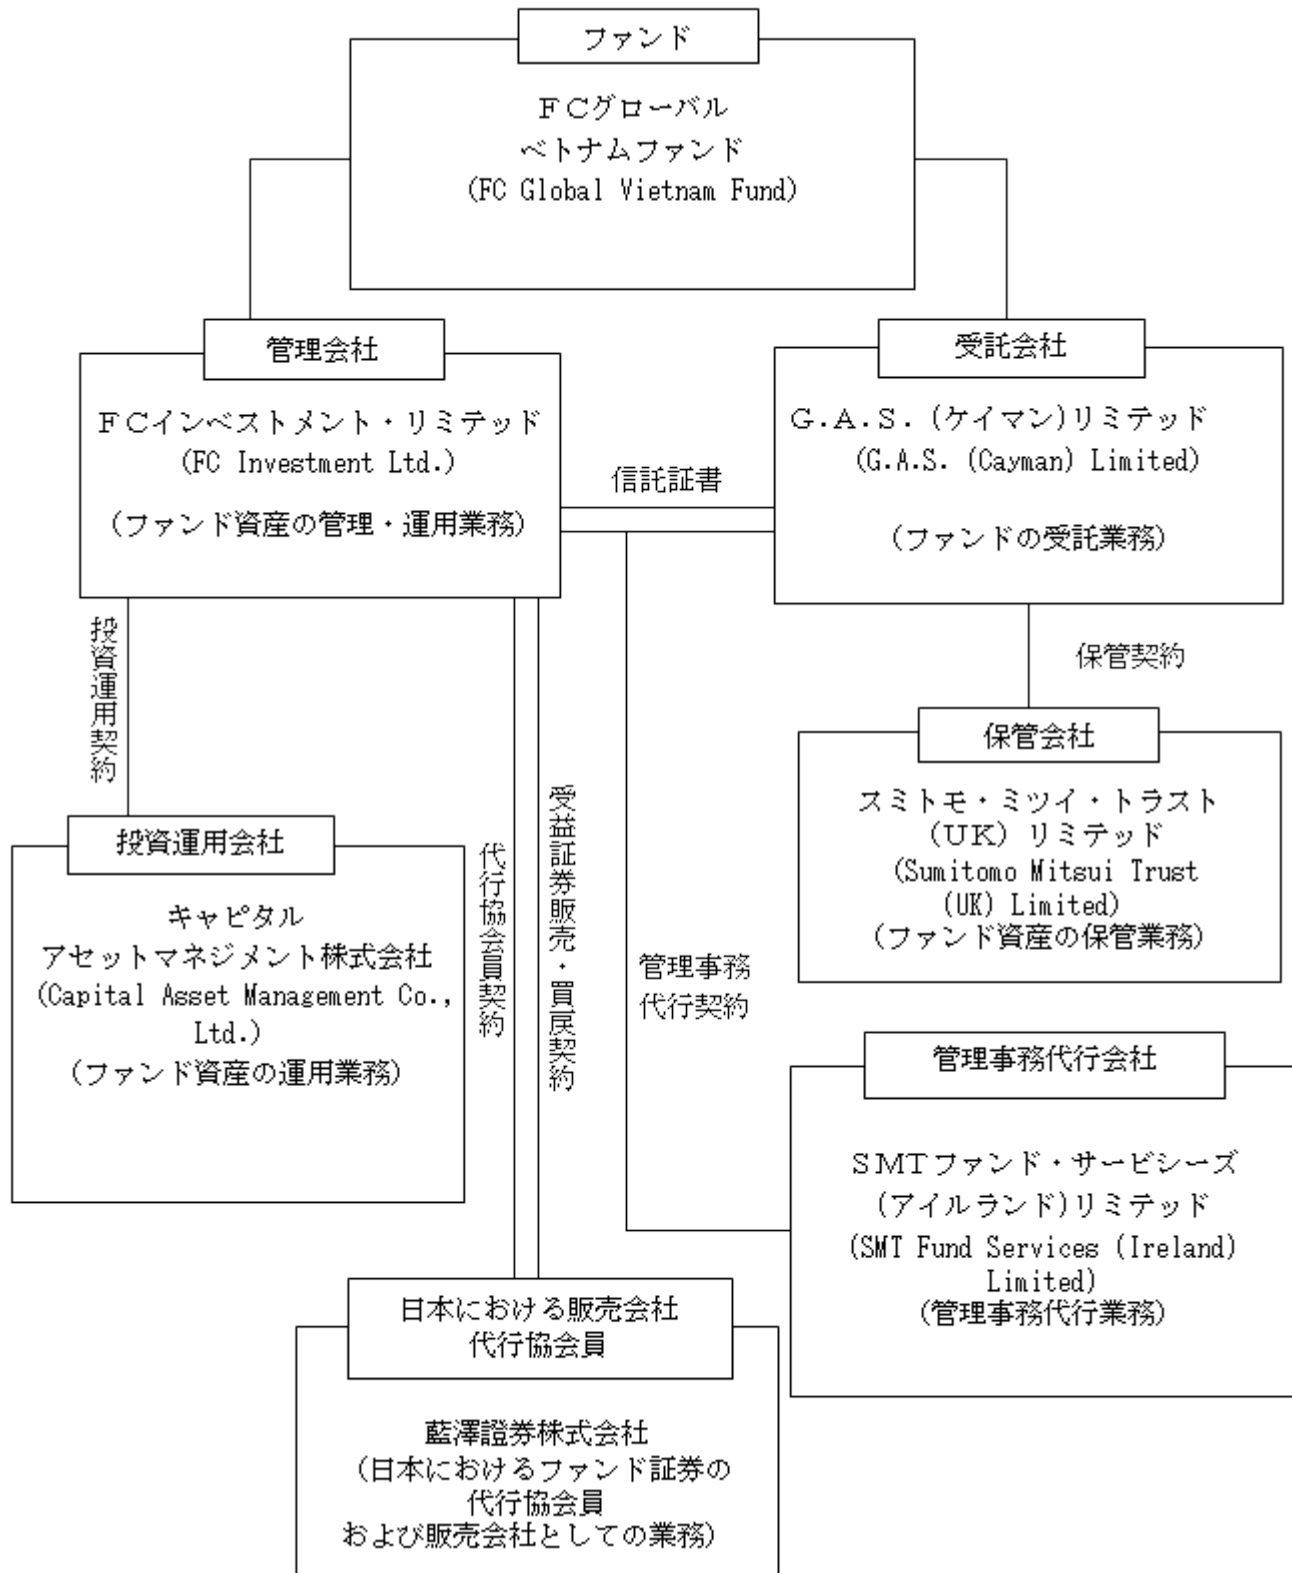 ファンド
ＦＣグローバル
ベトナムファンド
(FC Global Vietnam Fund)
管理会社
ＦＣインベストメント・リミテッド
(FC Investment Ltd.)
(ファンド資産の管理・運用業務)
受託会社
Ｇ.Ａ.Ｓ.(ケイマン)リミテッド
(G.A.S. (Cayman) Limited)
(ファンドの受託業務)
信託証書
投資運用契約
保管契約
保管会社
スミトモ・ミツイ・トラスト
(ＵＫ) リミテッド
(Sumitomo Mitsui Trust
(UK) Limited)
(ファンド資産の保管業務)
投資運用会社
キャピタル
アセットマネジメント株式会社
(Capital Asset Management Co.,
Ltd.)
(ファンド資産の運用業務)
代行協会員契約
受益証券販売・買戻契約
管理事務
代行契約
管理事務代行会社
ＳＭＴファンド・サービシーズ
(アイルランド)リミテッド
(SMT Fund Services (Ireland)
Limited)
(管理事務代行業務)
日本における販売会社
代行協会員
藍澤證券株式会社
(日本におけるファンド証券の
代行協会員
および販売会社としての業務)